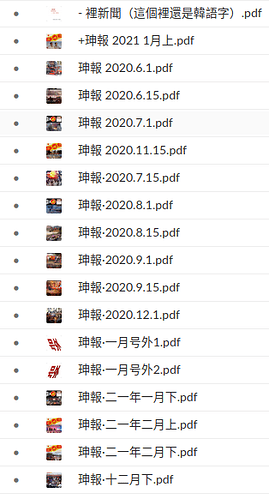 - 裡新聞（這個裡還是韓語字）.pdf
+珅報 2021 1月上.pdf
珅報 2020.6.1.pdf
珅報 2020.6.15.pdf
珅報 2020.7.1.pdf
珅報 2020.11.15.pdf
珅報·2020.7.15.pdf
珅報·2020.8.1.pdf
珅報·2020.8.15.pdf
珅報·2020.9.1.pdf
珅報·2020.9.15.pdf
珅報·2020.12.1.pdf
珅報·一月号外1.pdf
珅報·一月号外2.pdf
珅報·二一年一月下.pdf
珅報·二一年二月上.pdf
珅報·二一年二月下.pdf
珅報·十二月下.pdf